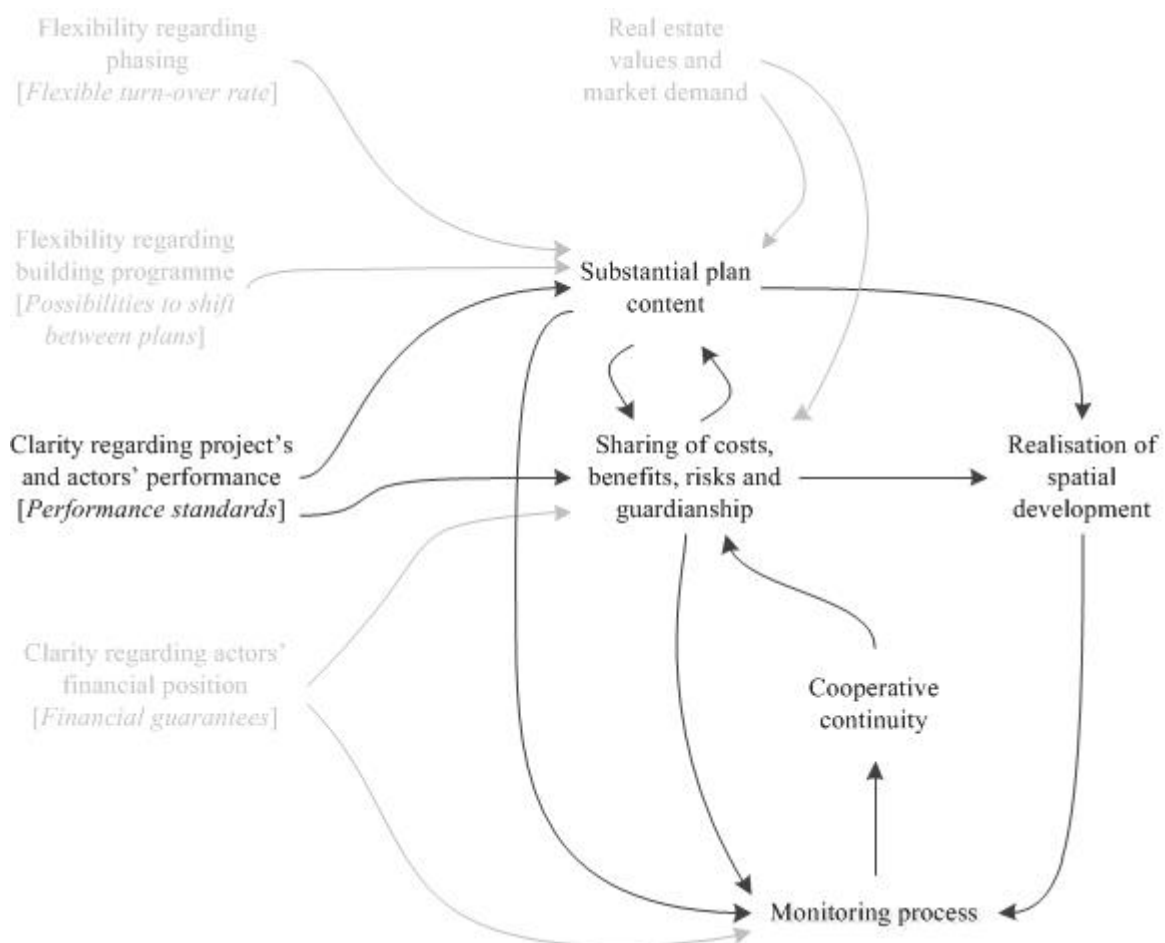 Flexibility regarding
phasing
[Flexible turn-over rate]
Real estate
values and
market demand
Flexibility regarding
building programme
[Possibilities to shift
between plans]
Substantial plan
content
Clarity regarding project's
and actors' performance
[Performance standards]
Sharing of costs,
benefits, risks and
guardianship
Realisation of
spatial
development
Clarity regarding actors'
financial position
[Financial guarantees]
Cooperative
continuity
Monitoring process